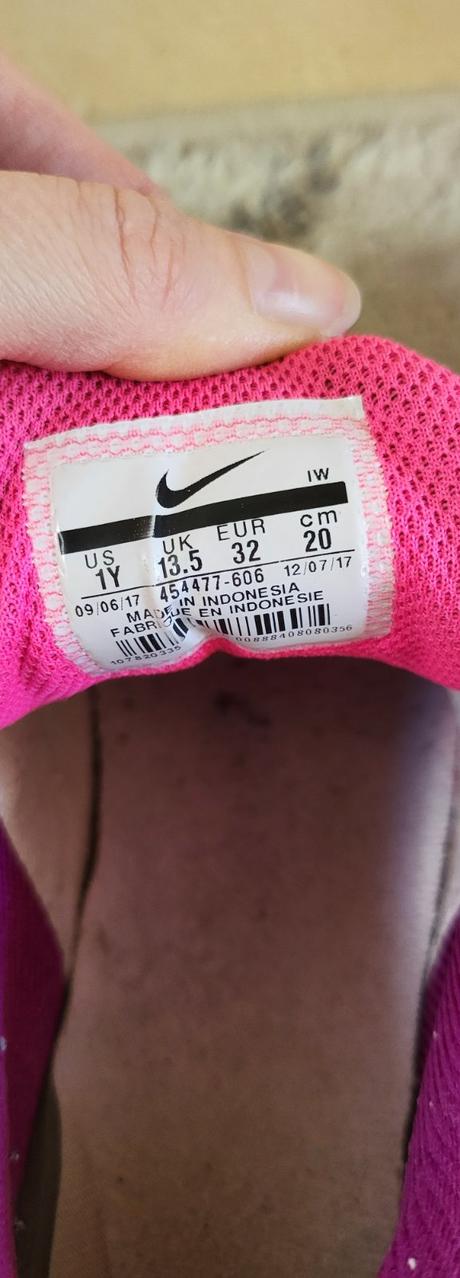 IW
US UK EUR cm
1Y 13.5 32 20
09/06/17 454477-606 12/07/17
MADE IN INDONESIA
EN INDONESIE
00888408080356